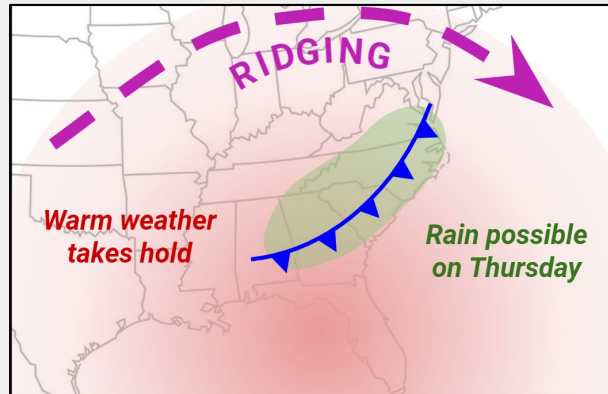 RIDGING
Warm weather
takes hold
Rain possible
on Thursday